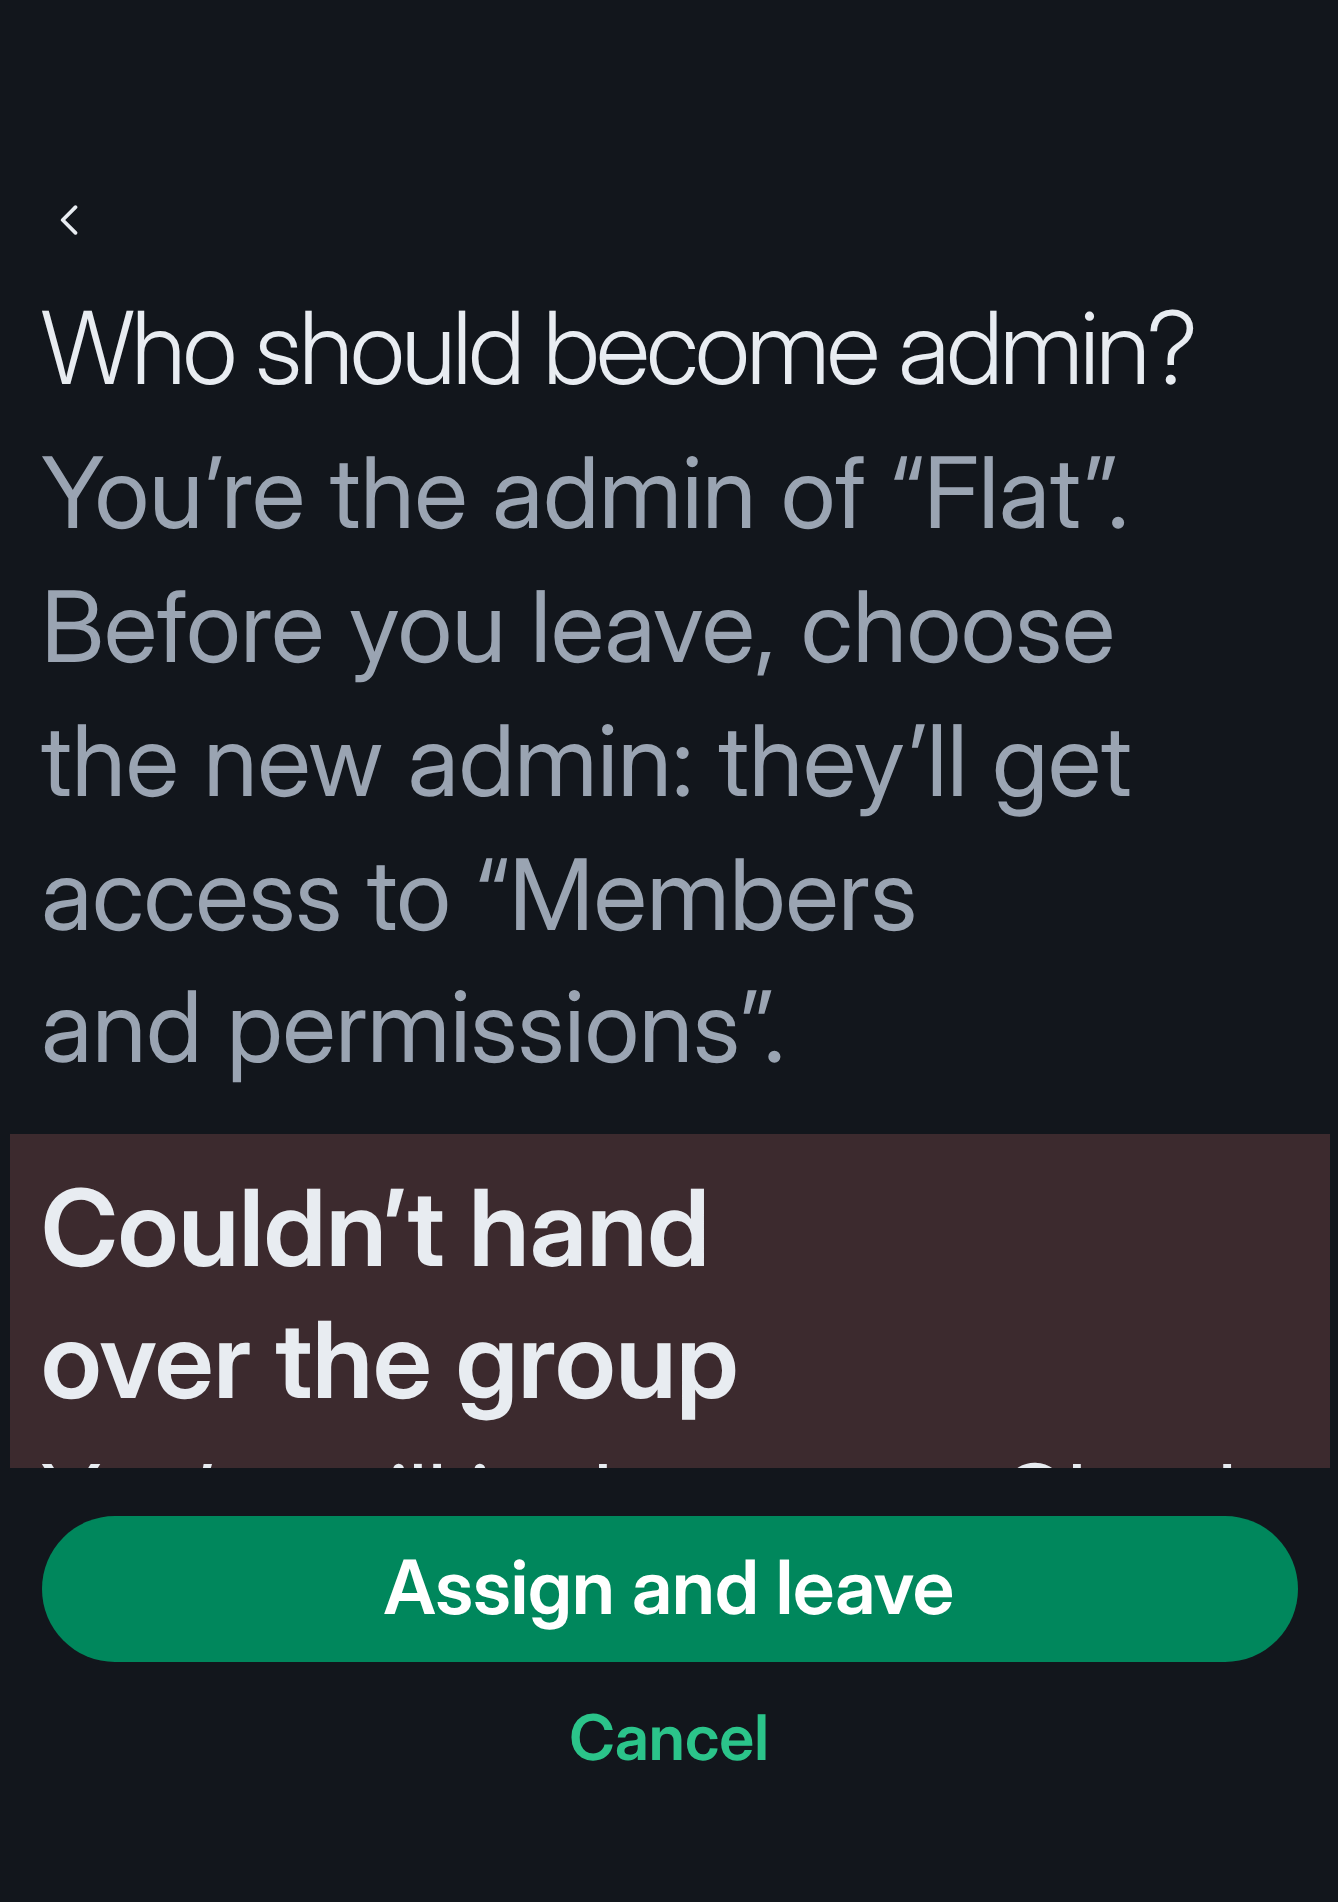 Who should become admin?
You’re the admin of “Flat”.
Before you leave, choose
the new admin: they’ll get
access to “Members
and permissions”.
Couldn’t hand
over the group
Assign and leave
Cancel